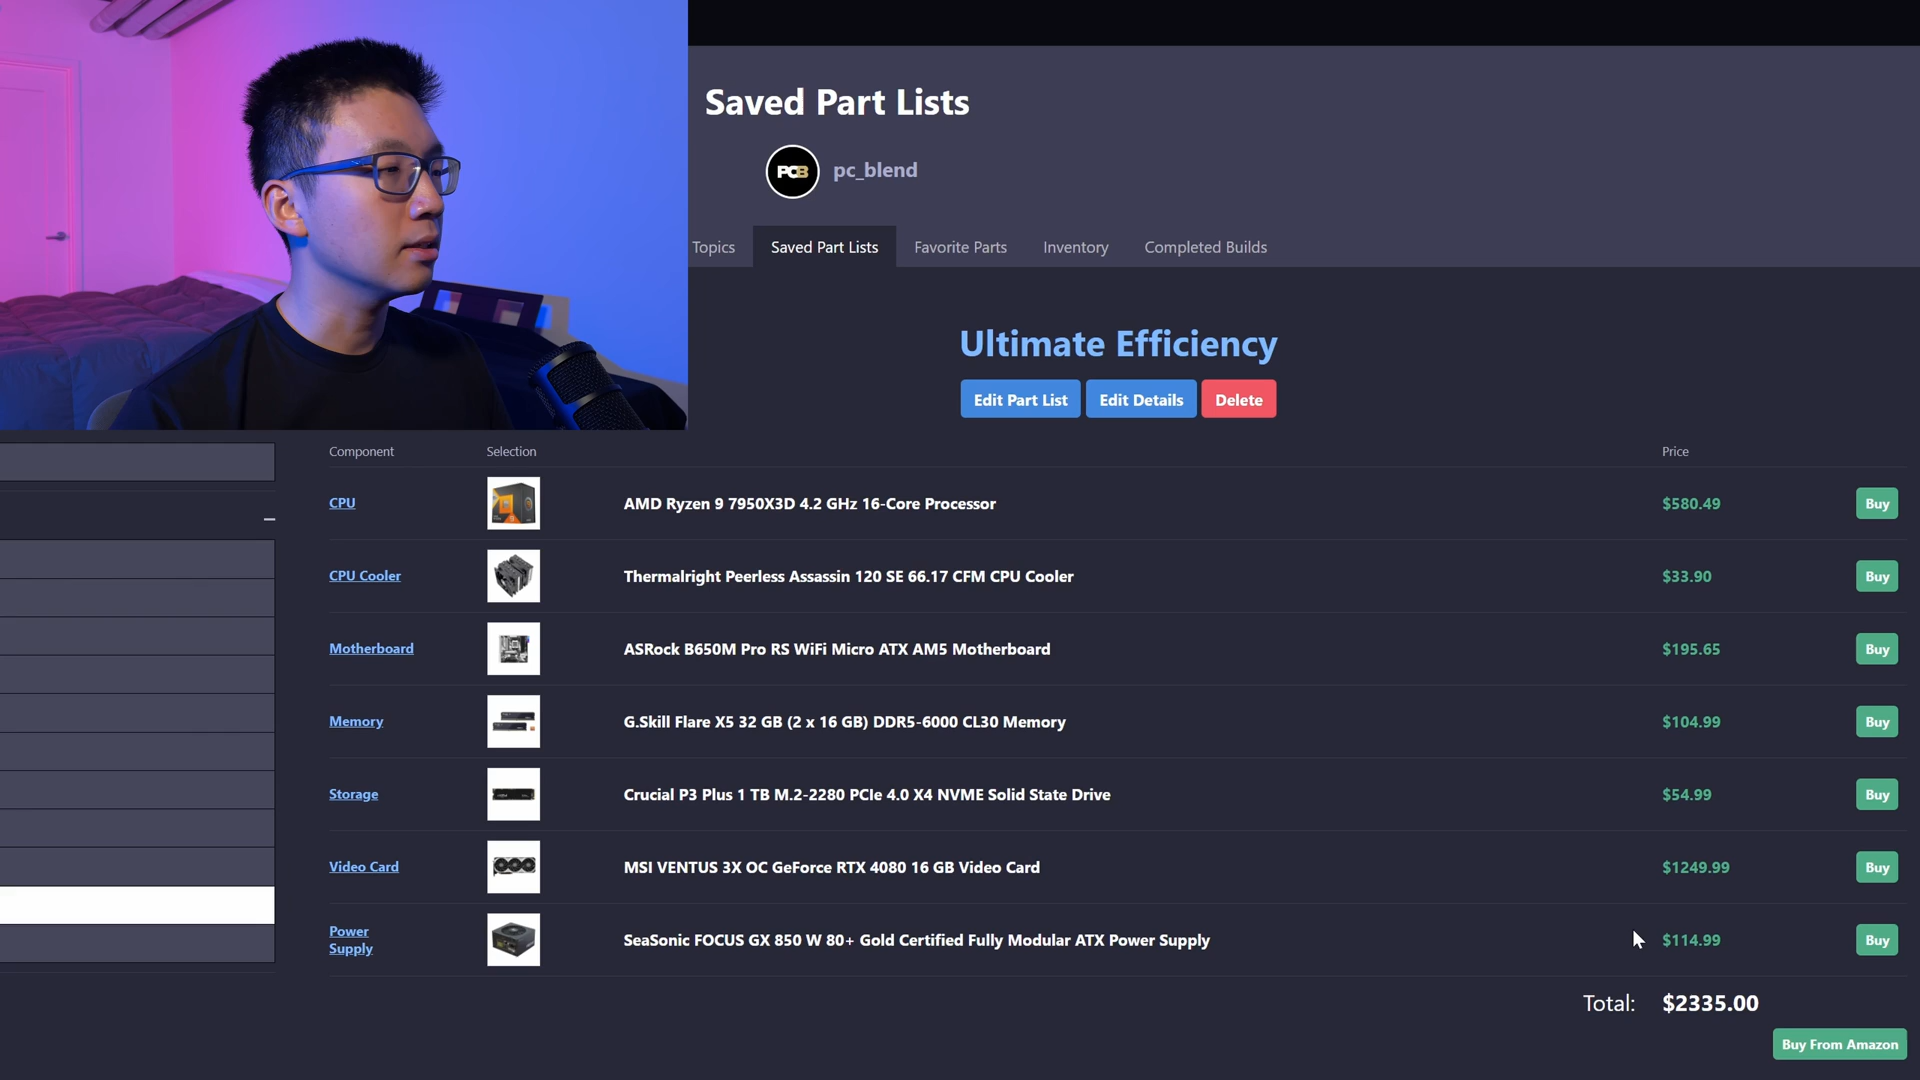 Saved Part Lists
PCB pc_blend
Topics Saved Part Lists Favorite Parts Inventory Completed Builds
Ultimate Efficiency
Edit Part List Edit Details Delete
Component Selection Price
CPU AMD Ryzen 9 7950X3D 4.2 GHz 16-Core Processor $580.49 Buy
CPU Cooler Thermalright Peerless Assassin 120 SE 66.17 CFM CPU Cooler $33.90 Buy
Motherboard ASRock B650M Pro RS WiFi Micro ATX AM5 Motherboard $195.65 Buy
Memory G.Skill Flare X5 32 GB (2 x 16 GB) DDR5-6000 CL30 Memory $104.99 Buy
Storage Crucial P3 Plus 1 TB M.2-2280 PCIe 4.0 X4 NVME Solid State Drive $54.99 Buy
Video Card MSI VENTUS 3X OC GeForce RTX 4080 16 GB Video Card $1249.99 Buy
Power
Supply SeaSonic FOCUS GX 850 W 80+ Gold Certified Fully Modular ATX Power Supply $114.99 Buy
Total: $2335.00
Buy From Amazon